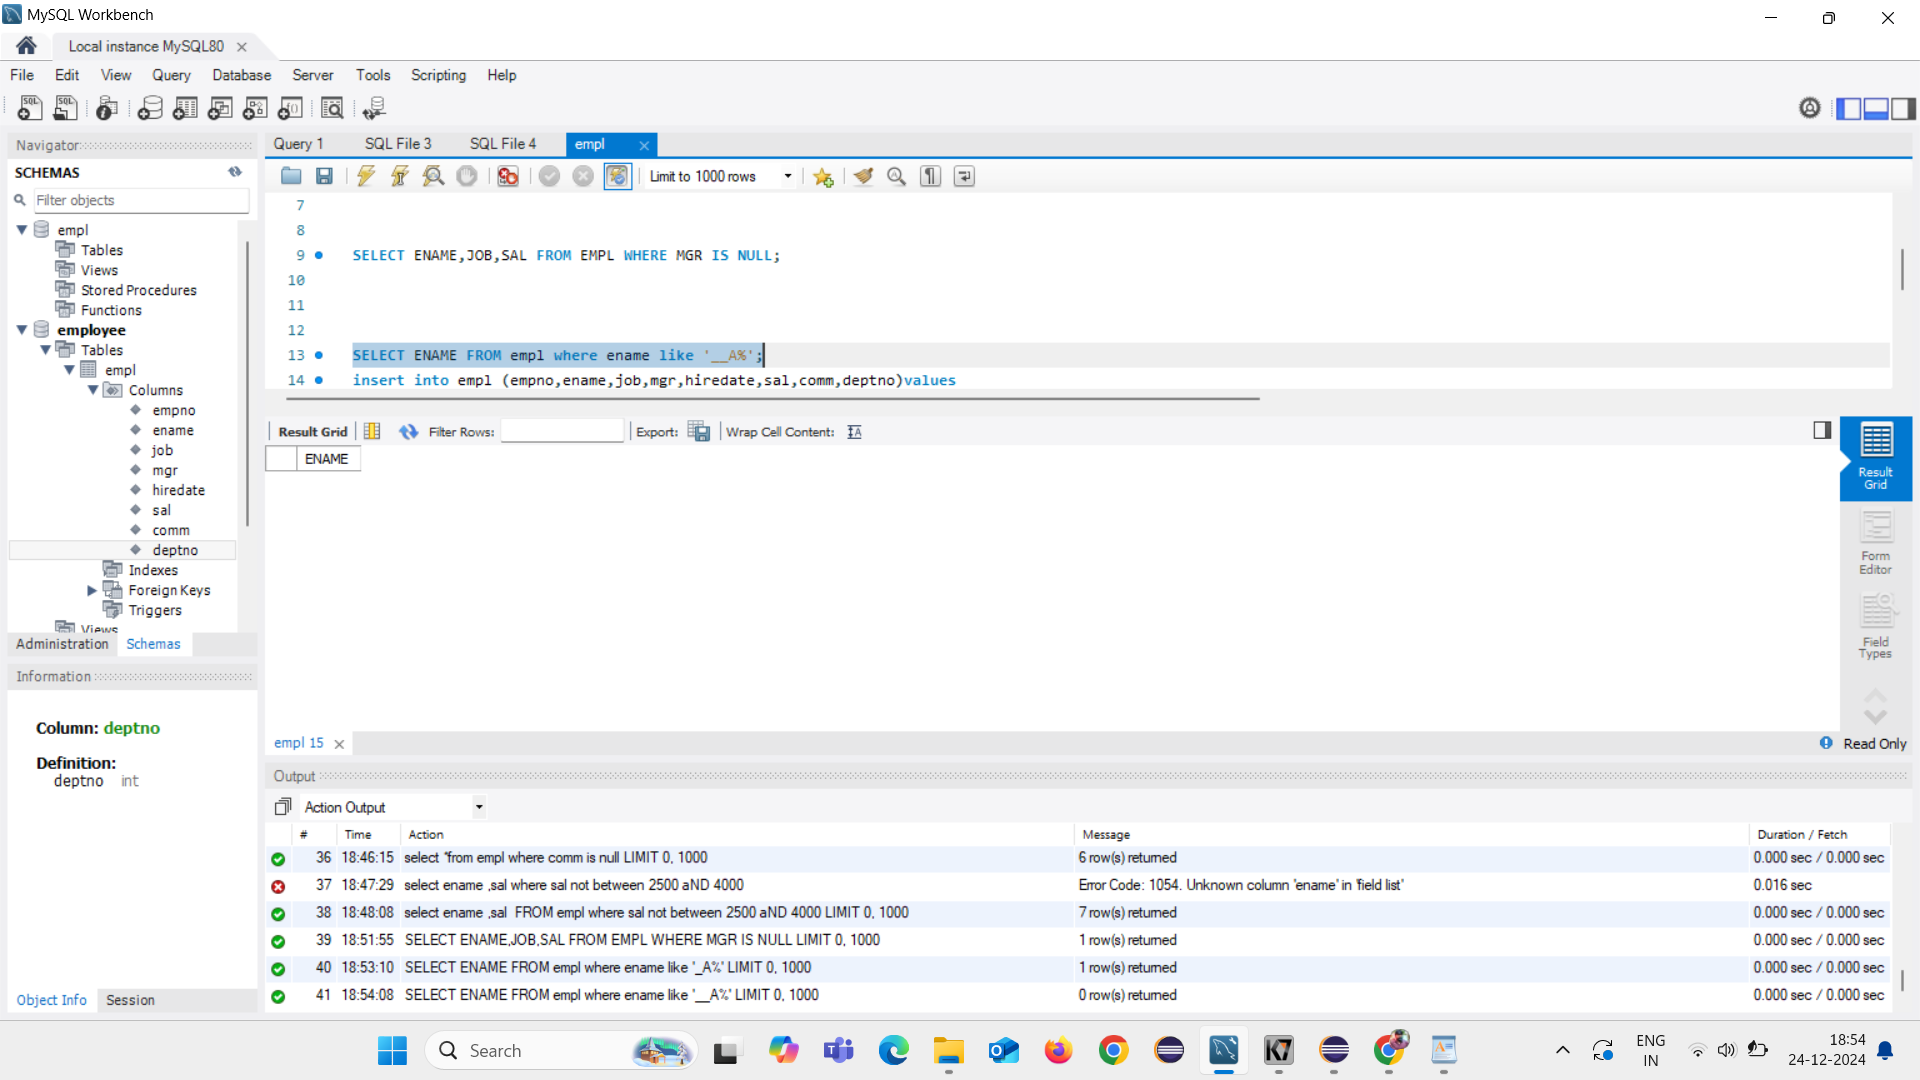 MySQL Workbench
Local instance MySQL80
File Edit View Query Database Server Tools Scripting Help
Navigator
SCHEMAS
Filter objects
empl
Tables
Views
Stored Procedures
Functions
employee
Tables
empl
Columns
empno
ename
job
mgr
hiredate
sal
comm
deptno
Indexes
Foreign Keys
Triggers
Views
Administration Schemas
Information
Column: deptno
Definition:
deptno int
Object Info Session
Query 1 SQL File 3 SQL File 4 empl
Limit to 1000 rows
7
8
9 SELECT ENAME,JOB,SAL FROM EMPL WHERE MGR IS NULL;
10
11
12
13 SELECT ENAME FROM empl where ename like '__A%';
14 insert into empl (empno,ename,job,mgr,hiredate,sal,comm,deptno)values
Result Grid Filter Rows: Export: Wrap Cell Content:
ENAME
Result
Grid
Form
Editor
Field
Types
empl 15
Read Only
Output
Action Output
# Time Action Message Duration / Fetch
36 18:46:15 select *from empl where comm is null LIMIT 0, 1000 6 row(s) returned 0.000 sec / 0.000 sec
37 18:47:29 select ename ,sal where sal not between 2500 aND 4000 Error Code: 1054. Unknown column 'ename' in 'field list' 0.016 sec
38 18:48:08 select ename ,sal  FROM empl where sal not between 2500 aND 4000 LIMIT 0, 1000 7 row(s) returned 0.000 sec / 0.000 sec
39 18:51:55 SELECT ENAME,JOB,SAL FROM EMPL WHERE MGR IS NULL LIMIT 0, 1000 1 row(s) returned 0.000 sec / 0.000 sec
40 18:53:10 SELECT ENAME FROM empl where ename like '_A%' LIMIT 0, 1000 1 row(s) returned 0.000 sec / 0.000 sec
41 18:54:08 SELECT ENAME FROM empl where ename like '__A%' LIMIT 0, 1000 0 row(s) returned 0.000 sec / 0.000 sec
Search
ENG
IN
18:54
24-12-2024